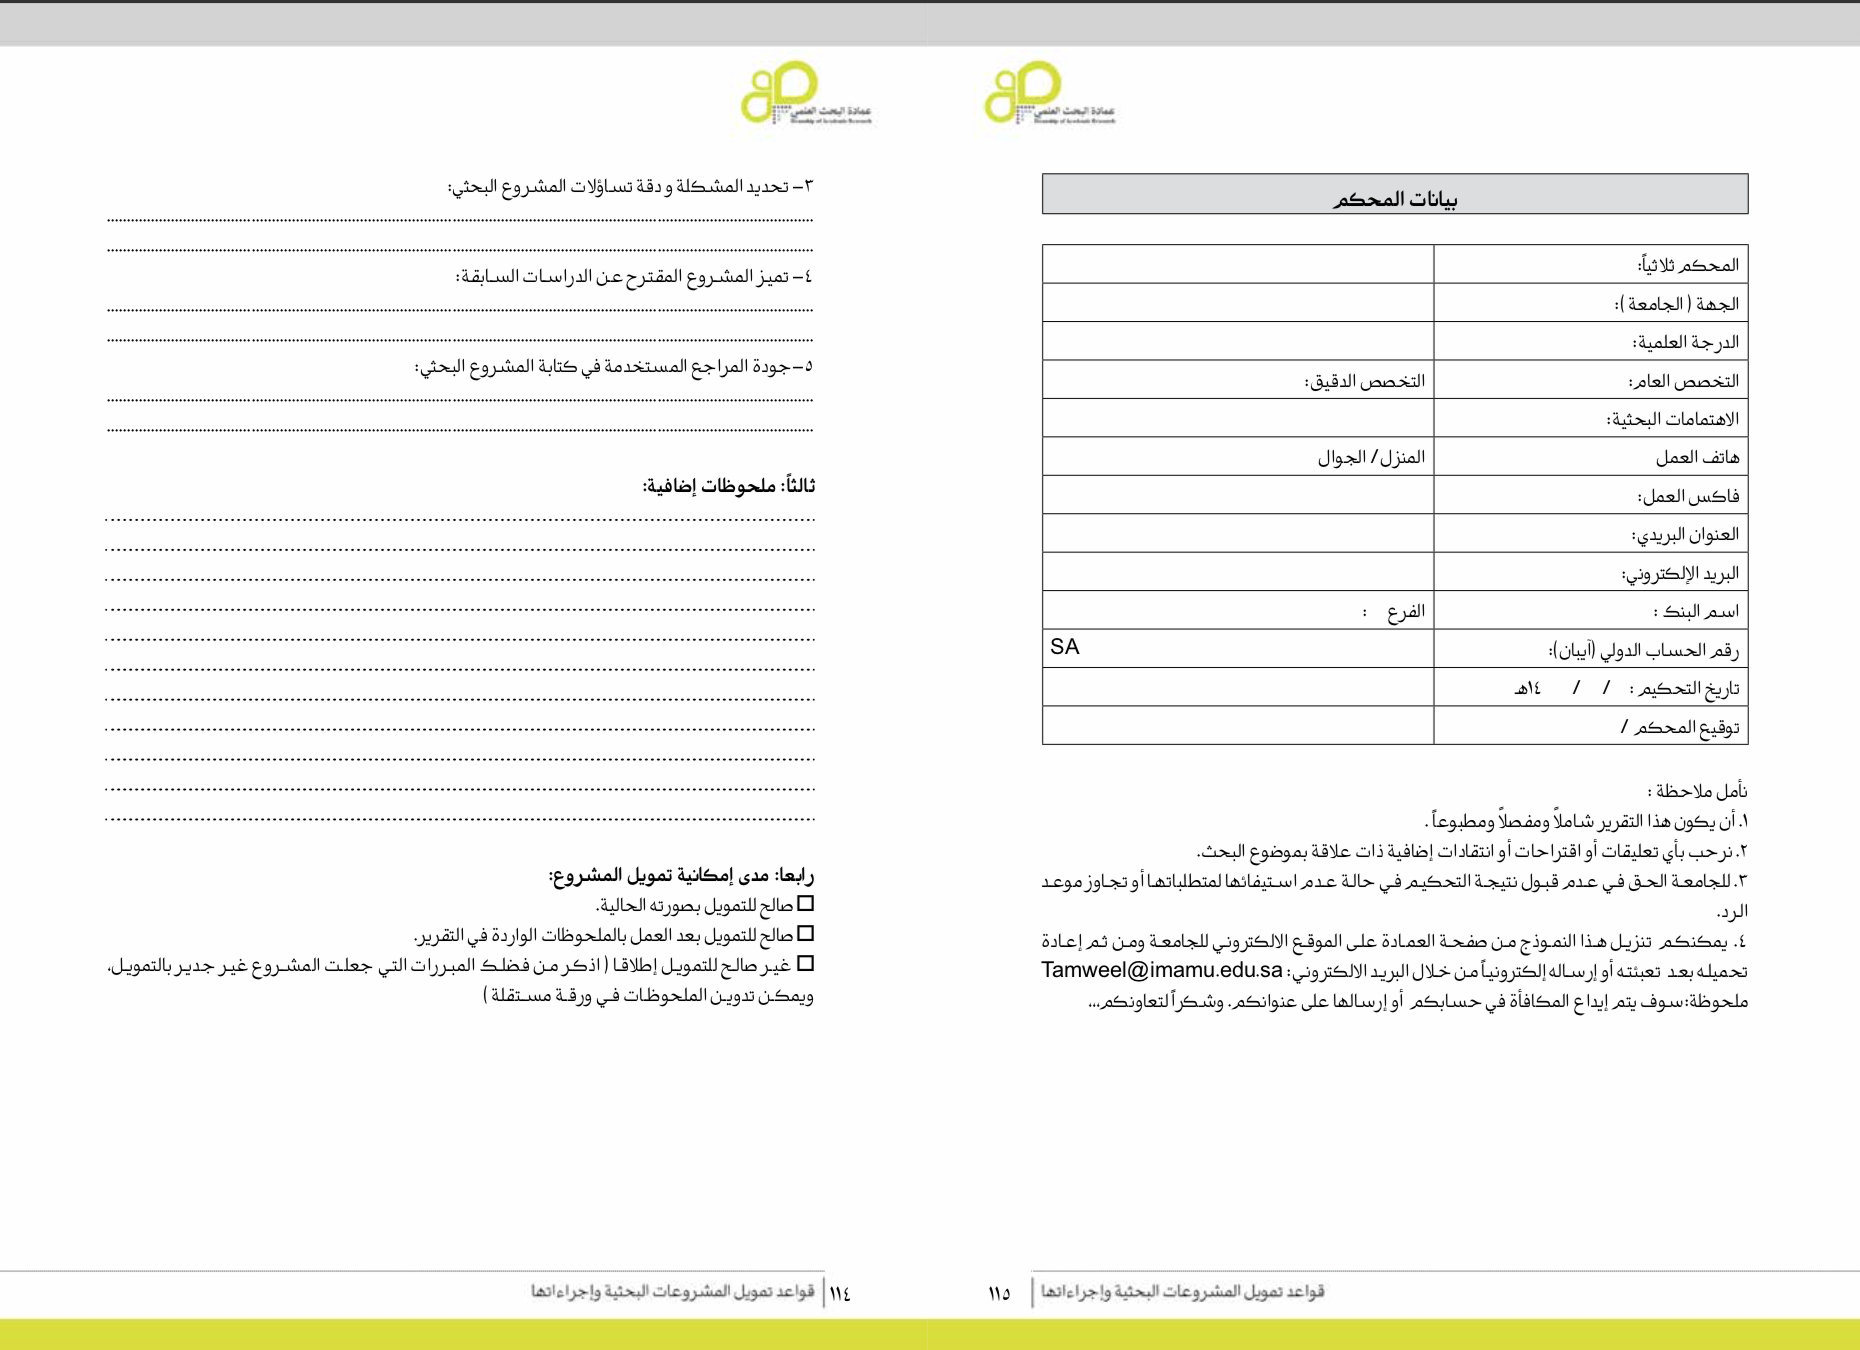 عمادة البحث العلمي
Deanship of Academic Research
٣– تحديد المشكلة و دقة تساؤلات المشروع البحثي:
٤– تميز المشروع المقترح عن الدراسات السابقة:
٥–جودة المراجع المستخدمة في كتابة المشروع البحثي:
ثالثاً: ملحوظات إضافية:
رابعا: مدى إمكانية تمويل المشروع:
صالح للتمويل بصورته الحالية.
صالح للتمويل بعد العمل بالملحوظات الواردة في التقرير.
غير صالح للتمويل إطلاقا ( اذكر من فضلك المبررات التي جعلت المشروع غير جدير بالتمويل،
ويمكن تدوين الملحوظات في ورقة مستقلة )
١١٤ قواعد تمويل المشروعات البحثية وإجراءاتها
عمادة البحث العلمي
Deanship of Academic Research
بيانات المحكم
المحكم ثلاثياً:
الجهة ( الجامعة ):
الدرجة العلمية:
التخصص العام: التخصص الدقيق:
الاهتمامات البحثية:
هاتف العمل المنزل/ الجوال
فاكس العمل:
العنوان البريدي:
البريد الإلكتروني:
اسم البنك : الفرع :
رقم الحساب الدولي (آيبان): SA
تاريخ التحكيم : / / ١٤هـ
توقيع المحكم /
نأمل ملاحظة :
١. أن يكون هذا التقرير شاملاً ومفصلاً ومطبوعاً .
٢. نرحب بأي تعليقات أو اقتراحات أو انتقادات إضافية ذات علاقة بموضوع البحث.
٣. للجامعة الحق في عدم قبول نتيجة التحكيم في حالة عدم استيفائها لمتطلباتها أو تجاوز موعد
الرد.
٤. يمكنكم تنزيل هذا النموذج من صفحة العمادة على الموقع الالكتروني للجامعة ومن ثم إعادة
تحميله بعد تعبئته أو إرساله إلكترونياً من خلال البريد الالكتروني: Tamweel@imamu.edu.sa
ملحوظة:سوف يتم إيداع المكافأة في حسابكم أو إرسالها على عنوانكم. وشكراً لتعاونكم،،،
قواعد تمويل المشروعات البحثية وإجراءاتها ١١٥